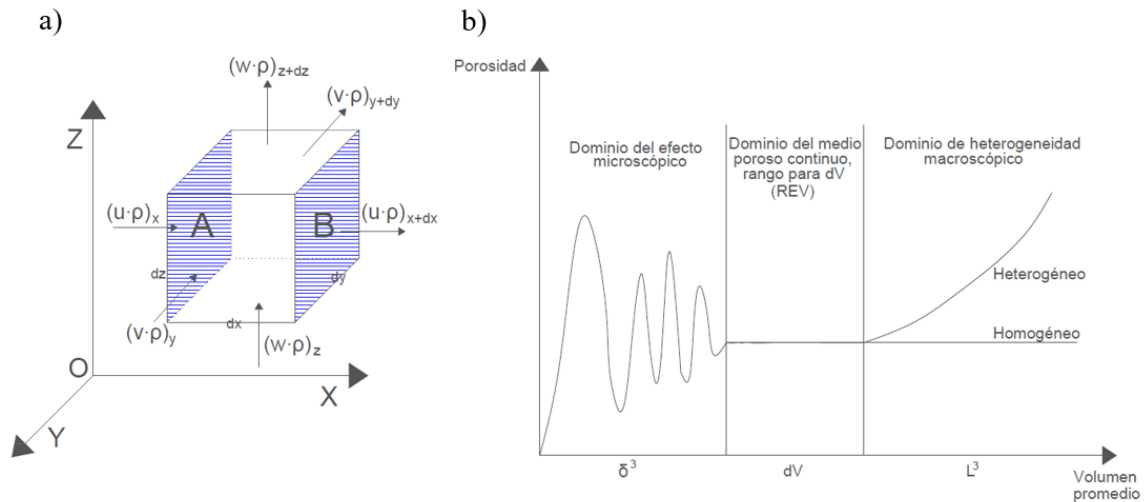 a)
(w·ρ)z+dz
(v·ρ)y+dy
Z
(u·ρ)x
A
B
(u·ρ)x+dx
dz
dy
(v·ρ)y
dx
(w·ρ)z
O
X
Y
b)
Porosidad
Dominio del efecto
microscópico
Dominio del medio
poroso continuo,
rango para dV
(REV)
Dominio de heterogeneidad
macroscópico
Heterogéneo
Homogéneo
δ³
dV
L³
Volumen
promedio